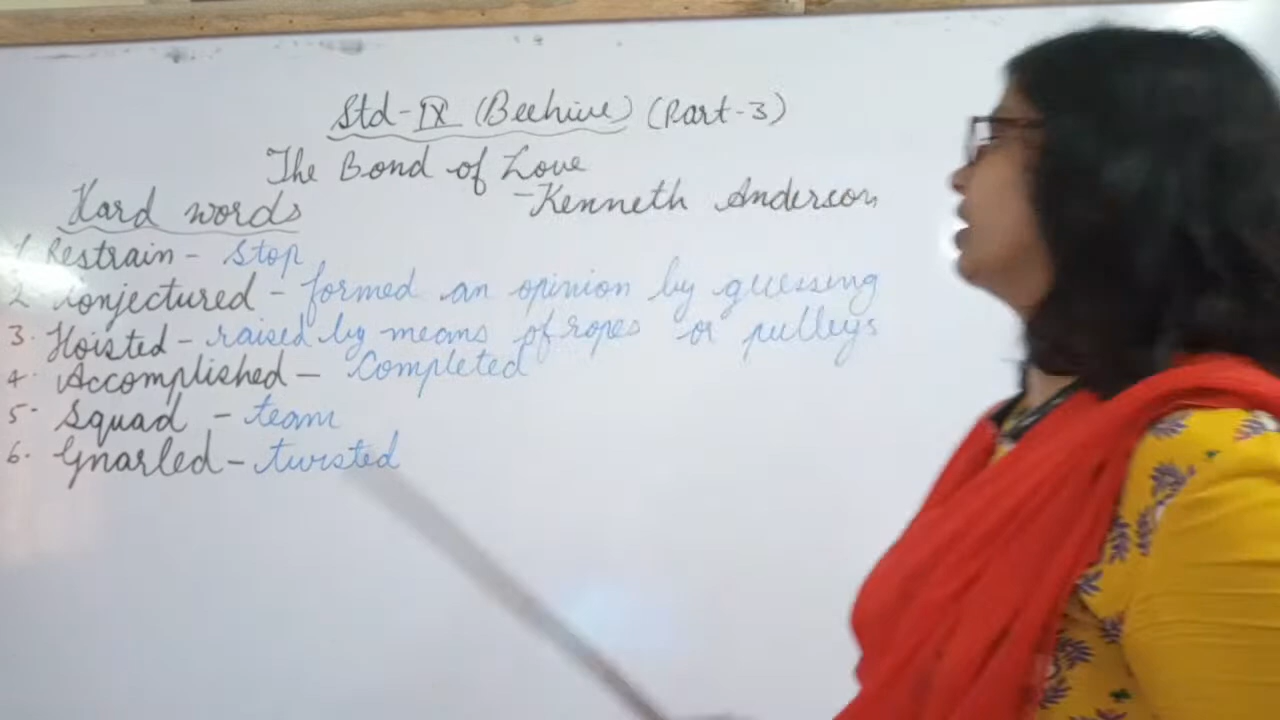 Std-IX (Beehive) (Part-3)
The Bond of Love
-Kenneth Anderson
Hard words
1. Restrain - Stop
2. Conjectured - formed an opinion by guessing
3. Hoisted - raised by means of ropes or pulleys
4. Accomplished - Completed
5. Squad - team
6. Gnarled - twisted